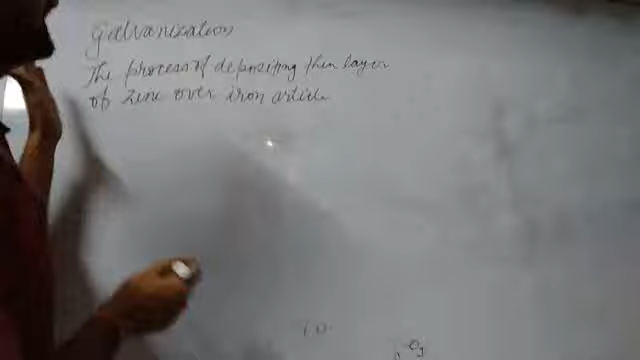 galvanization
The process of depositing thin layer
of zinc over iron article